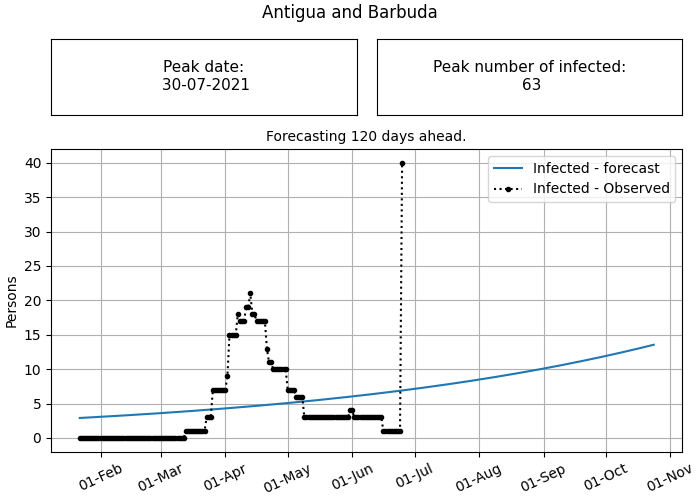 Antigua and Barbuda
Peak date:
30-07-2021
Peak number of infected:
63
Forecasting 120 days ahead.
Infected - forecast
Infected - Observed
Persons
40
35
30
25
20
15
10
5
0
01-Feb
01-Mar
01-Apr
01-May
01-Jun
01-Jul
01-Aug
01-Sep
01-Oct
01-Nov